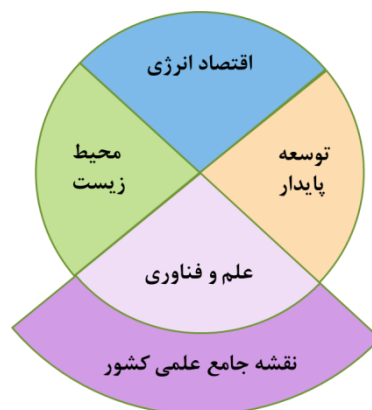 اقتصاد انرژی
توسعه
پایدار
محیط
زیست
علم و فناوری
نقشه جامع علمی کشور